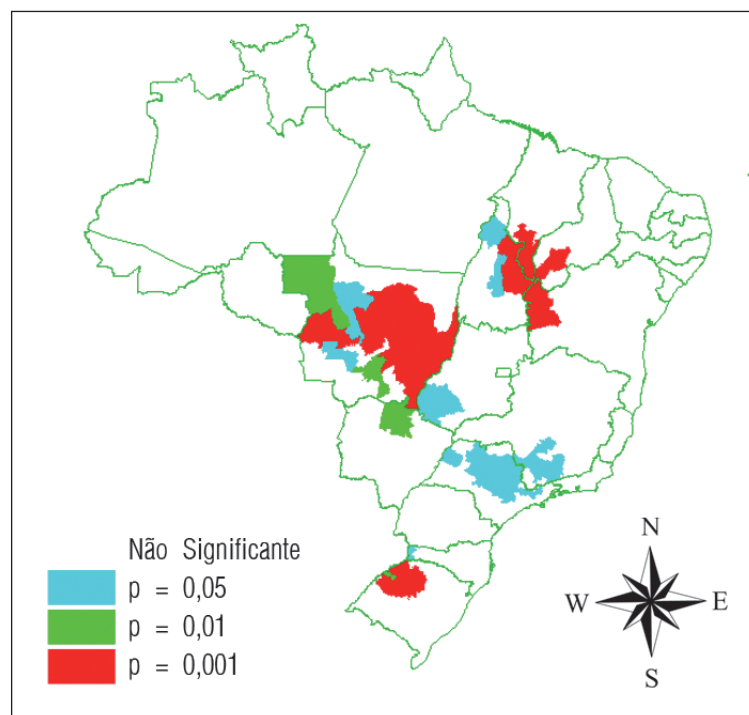 Não Significante
p = 0,05
p = 0,01
p = 0,001
N
W E
S